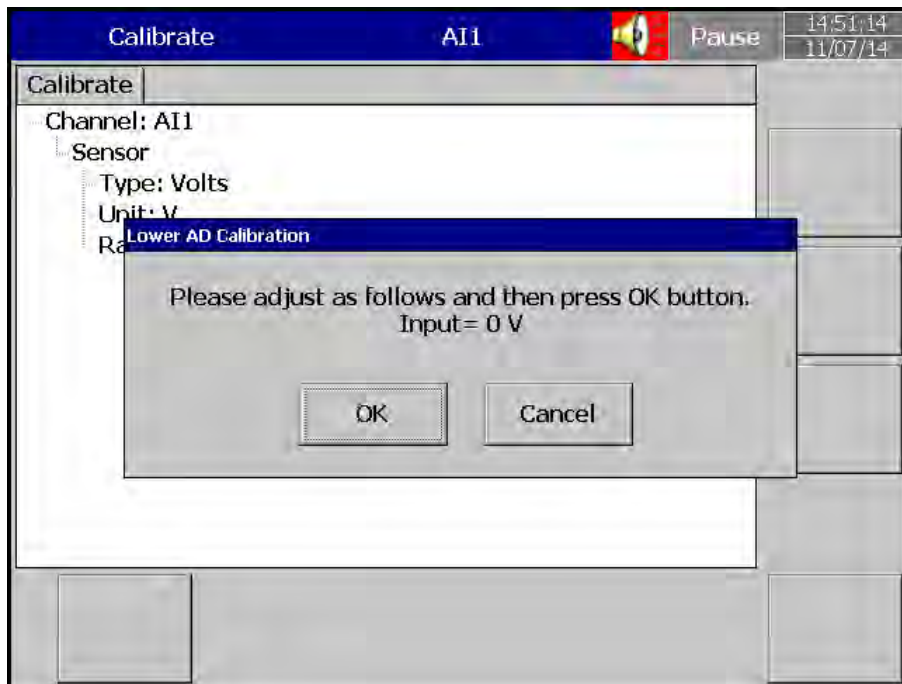 Calibrate AI1 Pause 14:51:14
11/07/14
Calibrate
Channel: AI1
Sensor
Type: Volts
Unit: V
Ra
Lower AD Calibration
Please adjust as follows and then press OK button.
Input= 0 V
OK Cancel